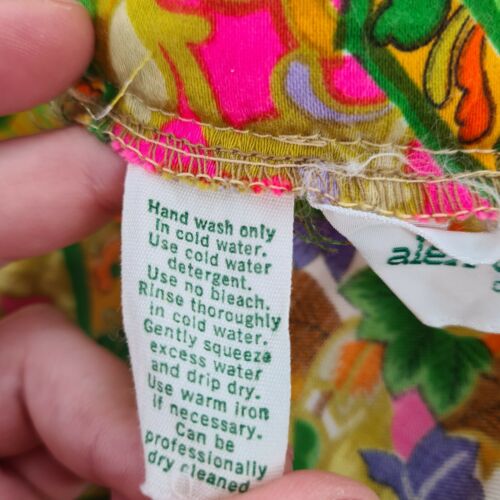 Hand wash only
In cold water.
Use cold water
detergent.
Use no bleach.
Rinse thoroughly
in cold water.
Gently squeeze
excess water
and drip dry.
Use warm iron
if necessary.
Can be
professionally
dry cleaned